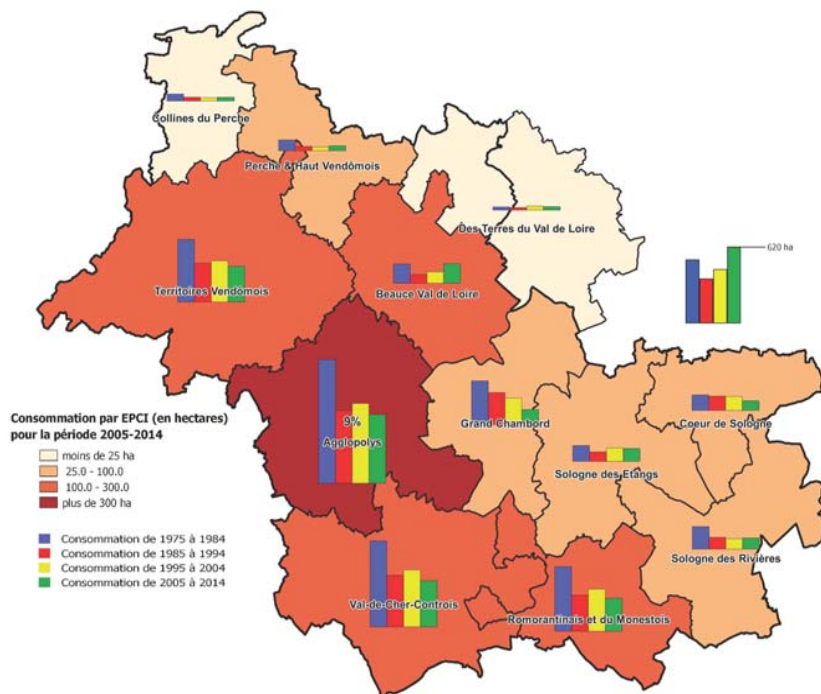 Collines du Perche
Perche & Haut Vendômois
Des Terres du Val de Loire
620 ha
Territoires Vendômois
Beauce Val de Loire
9%
Agglopolys
Grand Chambord
Coeur de Sologne
Sologne des Etangs
Consommation par EPCI (en hectares)
pour la période 2005-2014
moins de 25 ha
25.0 - 100.0
100.0 - 300.0
plus de 300 ha
Consommation de 1975 à 1984
Consommation de 1985 à 1994
Consommation de 1995 à 2004
Consommation de 2005 à 2014
Sologne des Rivières
Val-de-Cher-Controis
Romorantinais et du Monestois